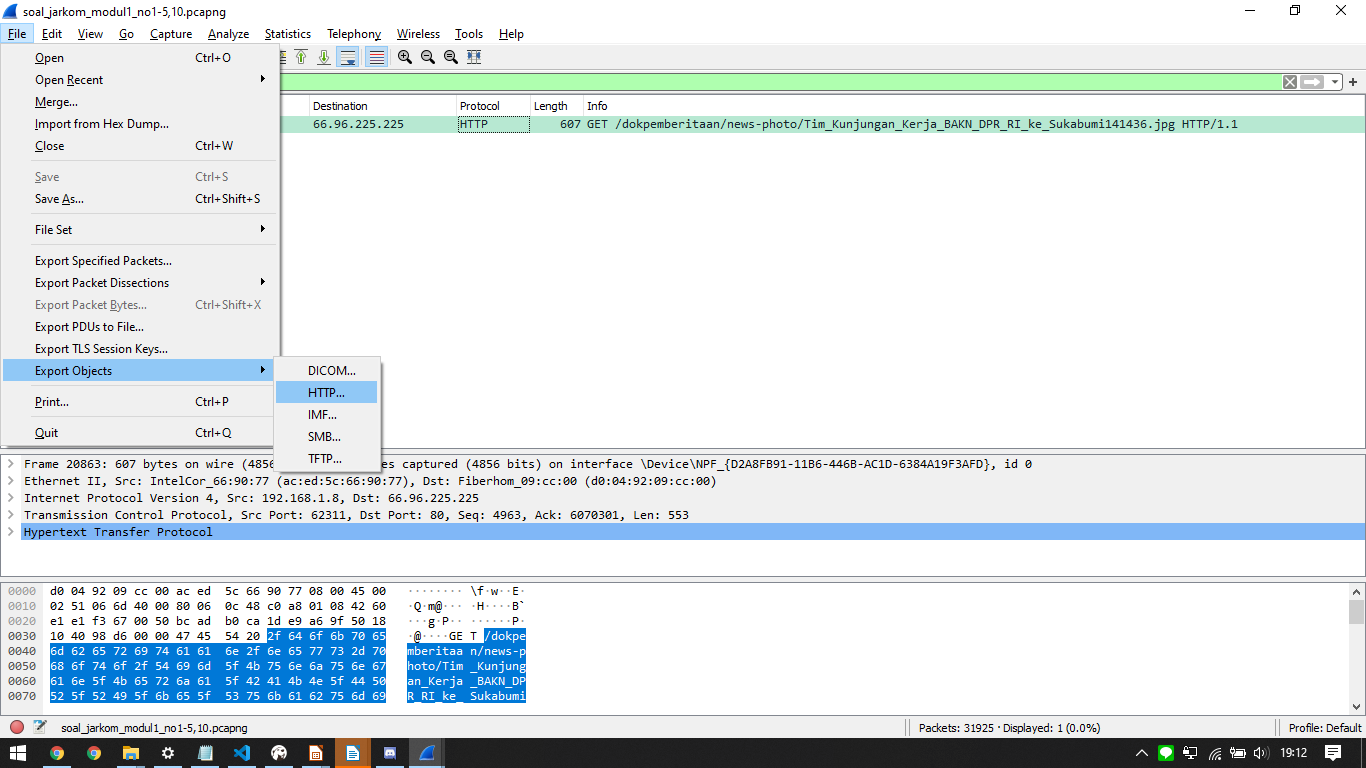 soal_jarkom_modul1_no1-5,10.pcapng
File Edit View Go Capture Analyze Statistics Telephony Wireless Tools Help
Open Ctrl+O
Open Recent
Merge...
Import from Hex Dump...
Close Ctrl+W
Save Ctrl+S
Save As... Ctrl+Shift+S
File Set
Export Specified Packets...
Export Packet Dissections
Export Packet Bytes... Ctrl+Shift+X
Export PDUs to File...
Export TLS Session Keys...
Export Objects
Print... Ctrl+P
Quit Ctrl+Q
DICOM...
HTTP...
IMF...
SMB...
TFTP...
Destination Protocol Length Info
66.96.225.225 HTTP 607 GET /dokpemberitaan/news-photo/Tim_Kunjungan_Kerja_BAKN_DPR_RI_ke_Sukabumi141436.jpg HTTP/1.1
Frame 20863: 607 bytes on wire (4856 es captured (4856 bits) on interface \Device\NPF_{D2A8FB91-11B6-446B-AC1D-6384A19F3AFD}, id 0
Ethernet II, Src: IntelCor_66:90:77 (ac:ed:5c:66:90:77), Dst: Fiberhom_09:cc:00 (d0:04:92:09:cc:00)
Internet Protocol Version 4, Src: 192.168.1.8, Dst: 66.96.225.225
Transmission Control Protocol, Src Port: 62311, Dst Port: 80, Seq: 4963, Ack: 6070301, Len: 553
Hypertext Transfer Protocol
0000 d0 04 92 09 cc 00 ac ed 5c 66 90 77 08 00 45 00 ········ \f·w··E·
0010 02 51 06 6d 40 00 80 06 0c 48 c0 a8 01 08 42 60 ·Q·m@··· ·H····B`
0020 e1 e1 f3 67 00 50 bc ad b0 ca 1d e9 a6 9f 50 18 ···g·P·· ······P·
0030 10 40 98 d6 00 00 47 45 54 20 2f 64 6f 6b 70 65 ·@····GE T /dokpe
0040 6d 62 65 72 69 74 61 61 6e 2f 6e 65 77 73 2d 70 mberitaa n/news-p
0050 68 6f 74 6f 2f 54 69 6d 5f 4b 75 6e 6a 75 6e 67 hoto/Tim _Kunjung
0060 61 6e 5f 4b 65 72 6a 61 5f 42 41 4b 4e 5f 44 50 an_Kerja _BAKN_DP
0070 52 5f 52 49 5f 6b 65 5f 53 75 6b 61 62 75 6d 69 R_RI_ke_ Sukabumi
soal_jarkom_modul1_no1-5,10.pcapng Packets: 31925 · Displayed: 1 (0.0%) Profile: Default
19:12